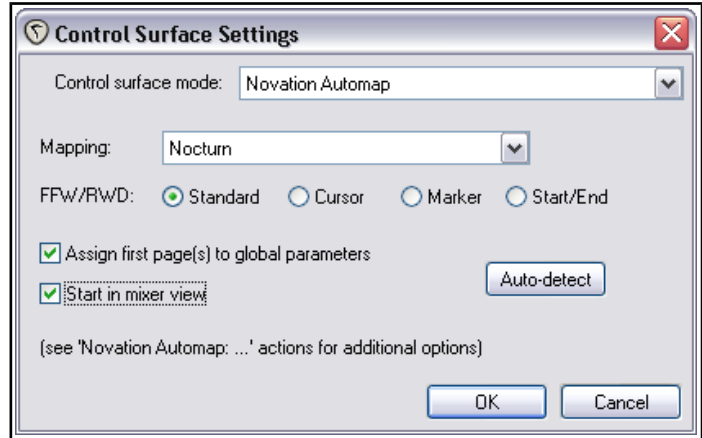 Control Surface Settings
Control surface mode: Novation Automap
Mapping: Nocturn
FFW/RWD: Standard Cursor Marker Start/End
Assign first page(s) to global parameters
Auto-detect
Start in mixer view
(see 'Novation Automap: ...' actions for additional options)
OK Cancel